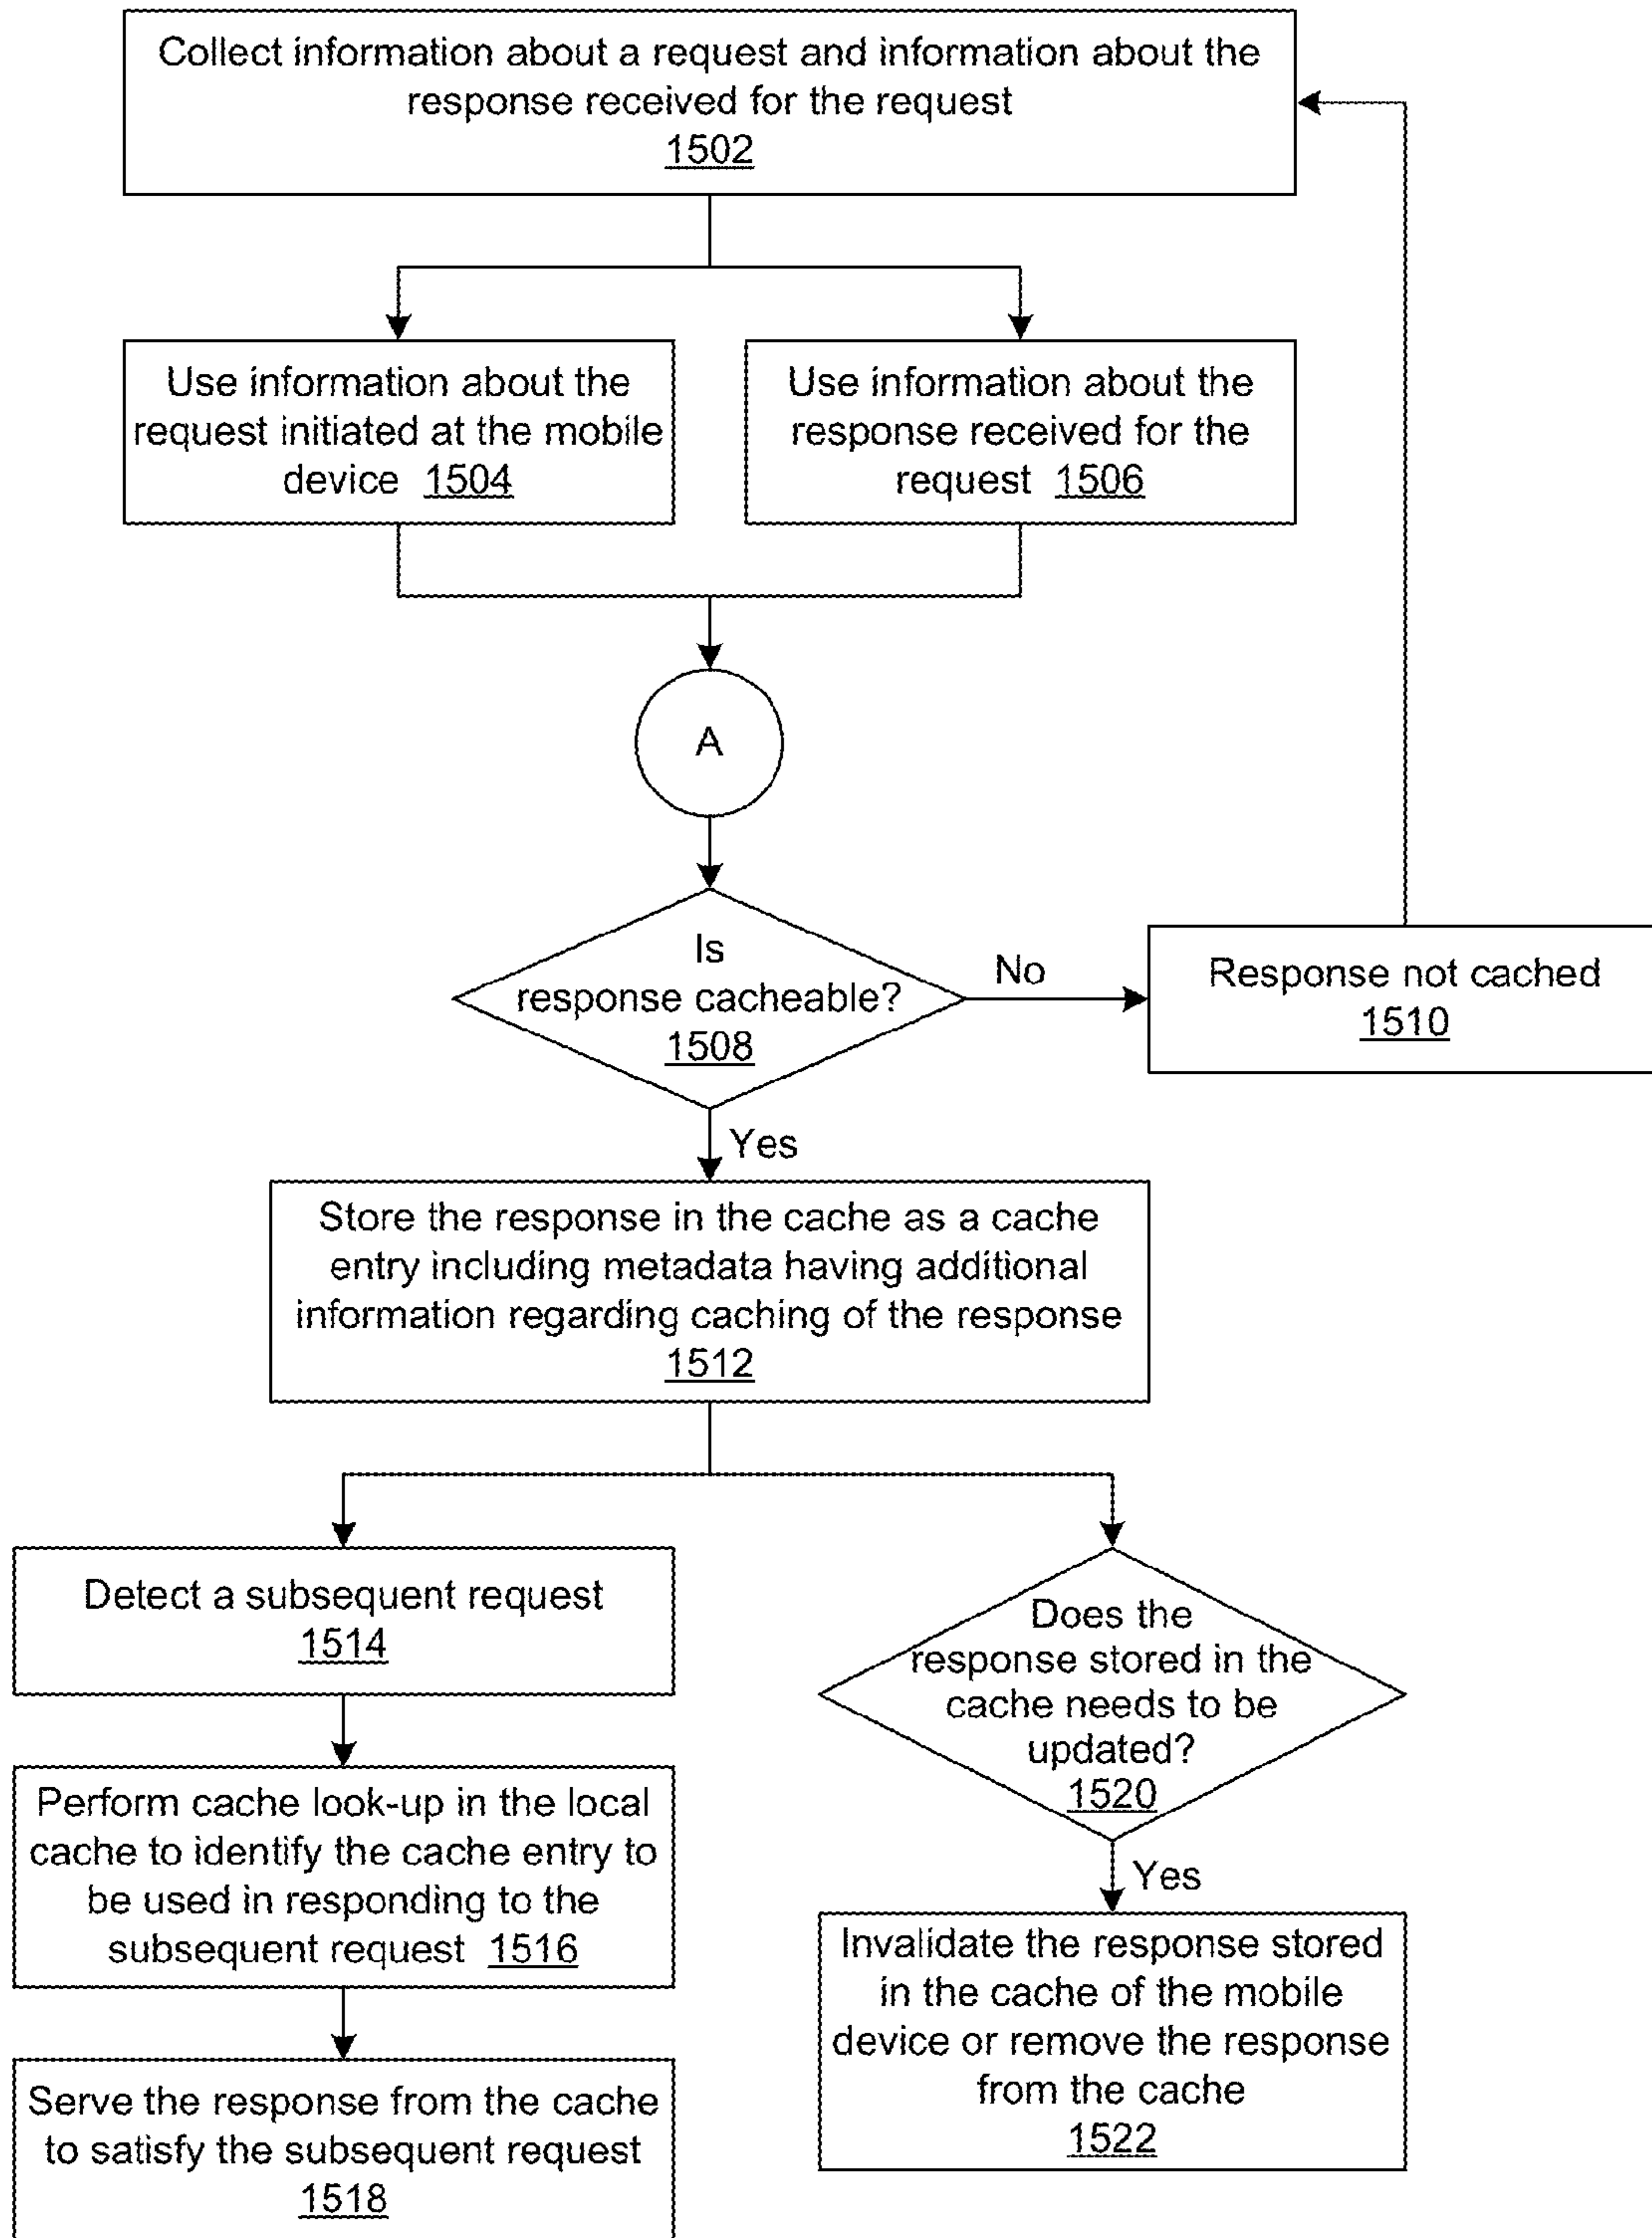 Collect information about a request and information about the
response received for the request
1502
Use information about the
request initiated at the mobile
device 1504
Use information about the
response received for the
request 1506
A
Is
response cacheable?
1508
No
Response not cached
1510
Yes
Store the response in the cache as a cache
entry including metadata having additional
information regarding caching of the response
1512
Detect a subsequent request
1514
Perform cache look-up in the local
cache to identify the cache entry to
be used in responding to the
subsequent request 1516
Serve the response from the cache
to satisfy the subsequent request
1518
Does the
response stored in the
cache needs to be
updated?
1520
Yes
Invalidate the response stored
in the cache of the mobile
device or remove the response
from the cache
1522